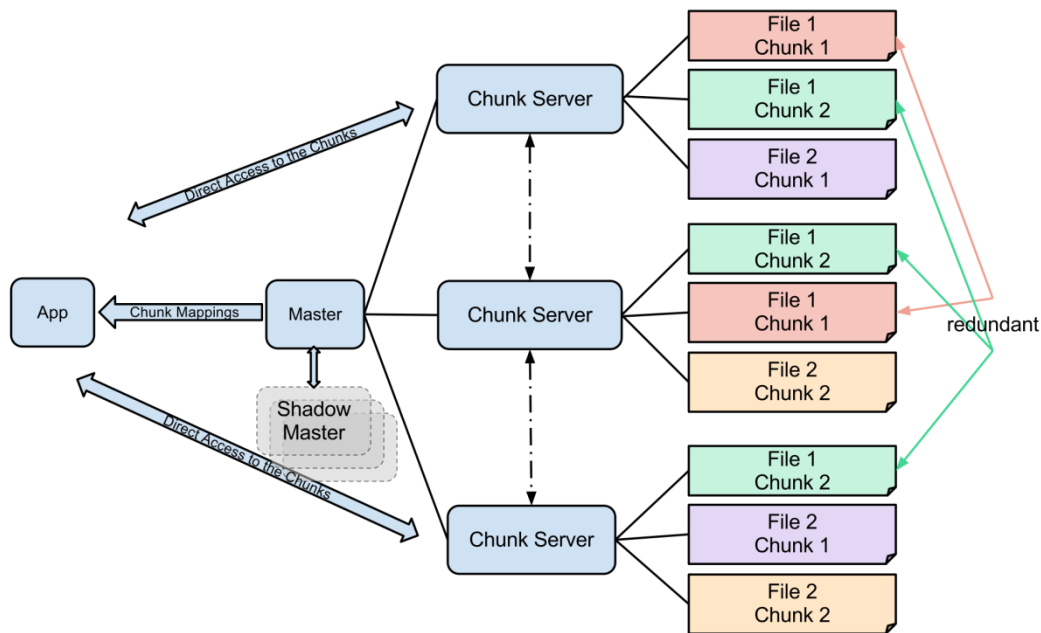 File 1
Chunk 1
Chunk Server
File 1
Chunk 2
Direct Access to the Chunks
File 2
Chunk 1
File 1
Chunk 2
App
Chunk Mappings
Master
Chunk Server
File 1
Chunk 1
redundant
File 2
Chunk 2
Shadow
Master
Direct Access to the Chunks
File 1
Chunk 2
Chunk Server
File 2
Chunk 1
File 2
Chunk 2